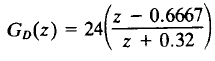 G_D(z) = 24(z − 0.6667 / z + 0.32)